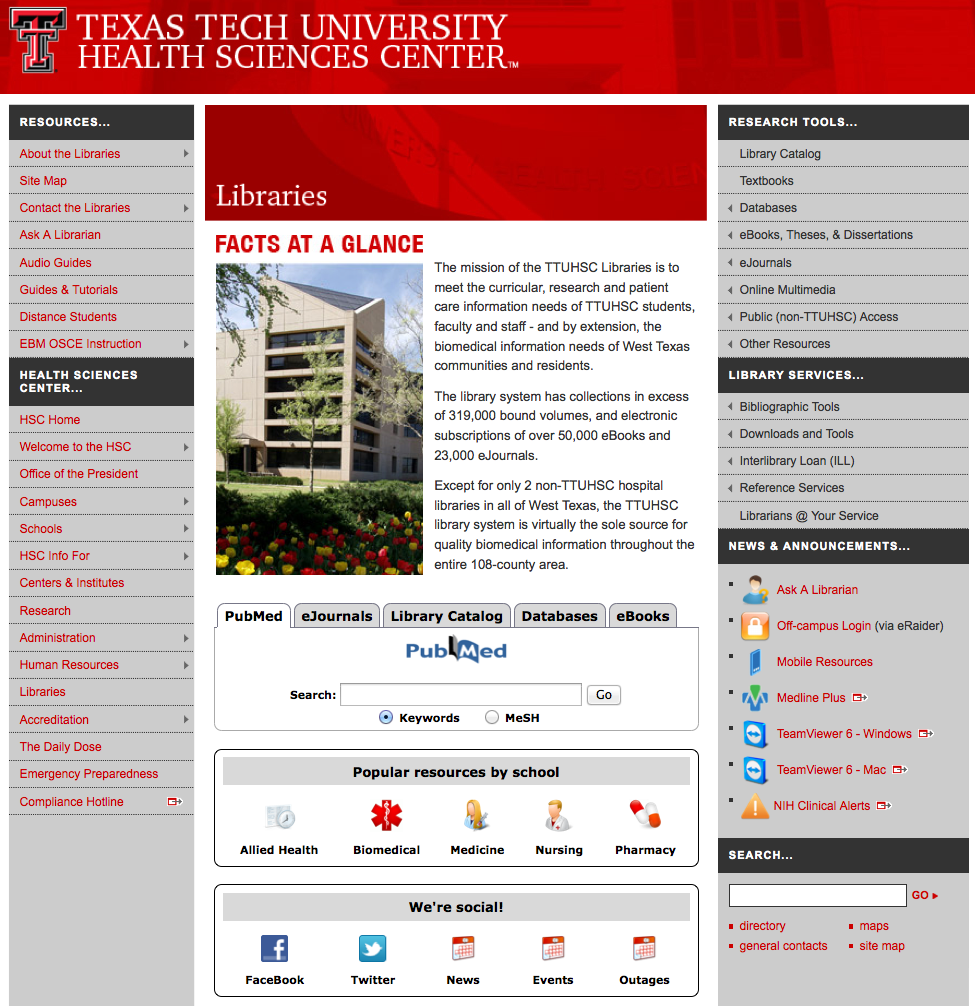 TEXAS TECH UNIVERSITY
HEALTH SCIENCES CENTER™
RESOURCES...
About the Libraries
Site Map
Contact the Libraries
Ask A Librarian
Audio Guides
Guides & Tutorials
Distance Students
EBM OSCE Instruction
HEALTH SCIENCES
CENTER...
HSC Home
Welcome to the HSC
Office of the President
Campuses
Schools
HSC Info For
Centers & Institutes
Research
Administration
Human Resources
Libraries
Accreditation
The Daily Dose
Emergency Preparedness
Compliance Hotline
Libraries
FACTS AT A GLANCE
The mission of the TTUHSC Libraries is to
meet the curricular, research and patient
care information needs of TTUHSC students,
faculty and staff - and by extension, the
biomedical information needs of West Texas
communities and residents.
The library system has collections in excess
of 319,000 bound volumes, and electronic
subscriptions of over 50,000 eBooks and
23,000 eJournals.
Except for only 2 non-TTUHSC hospital
libraries in all of West Texas, the TTUHSC
library system is virtually the sole source for
quality biomedical information throughout the
entire 108-county area.
PubMed eJournals Library Catalog Databases eBooks
PubMed
Search: Go
Keywords MeSH
Popular resources by school
Allied Health Biomedical Medicine Nursing Pharmacy
We're social!
FaceBook Twitter News Events Outages
RESEARCH TOOLS...
Library Catalog
Textbooks
Databases
eBooks, Theses, & Dissertations
eJournals
Online Multimedia
Public (non-TTUHSC) Access
Other Resources
LIBRARY SERVICES...
Bibliographic Tools
Downloads and Tools
Interlibrary Loan (ILL)
Reference Services
Librarians @ Your Service
NEWS & ANNOUNCEMENTS...
Ask A Librarian
Off-campus Login (via eRaider)
Mobile Resources
Medline Plus
TeamViewer 6 - Windows
TeamViewer 6 - Mac
NIH Clinical Alerts
SEARCH...
GO
directory maps
general contacts site map